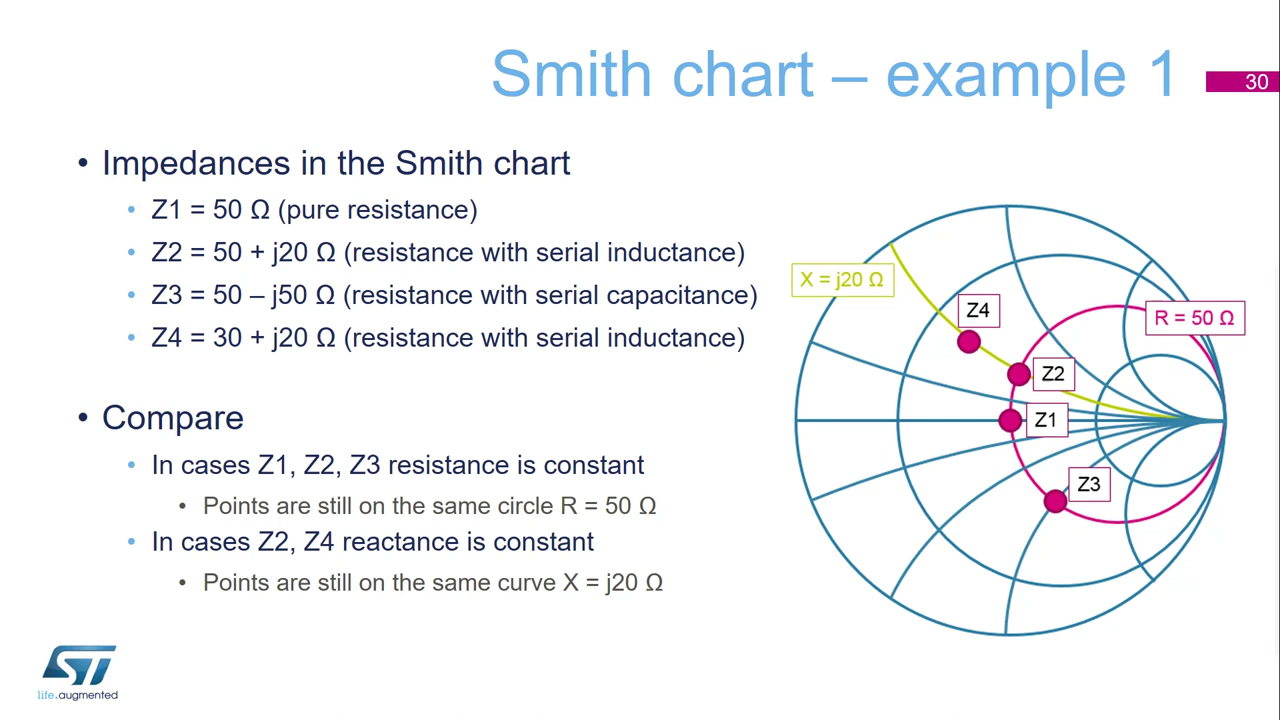 Smith chart – example 1
30
• Impedances in the Smith chart
• Z1 = 50 Ω (pure resistance)
• Z2 = 50 + j20 Ω (resistance with serial inductance)
• Z3 = 50 – j50 Ω (resistance with serial capacitance)
• Z4 = 30 + j20 Ω (resistance with serial inductance)
• Compare
• In cases Z1, Z2, Z3 resistance is constant
• Points are still on the same circle R = 50 Ω
• In cases Z2, Z4 reactance is constant
• Points are still on the same curve X = j20 Ω
X = j20 Ω
Z4
R = 50 Ω
Z2
Z1
Z3
ST
life.augmented